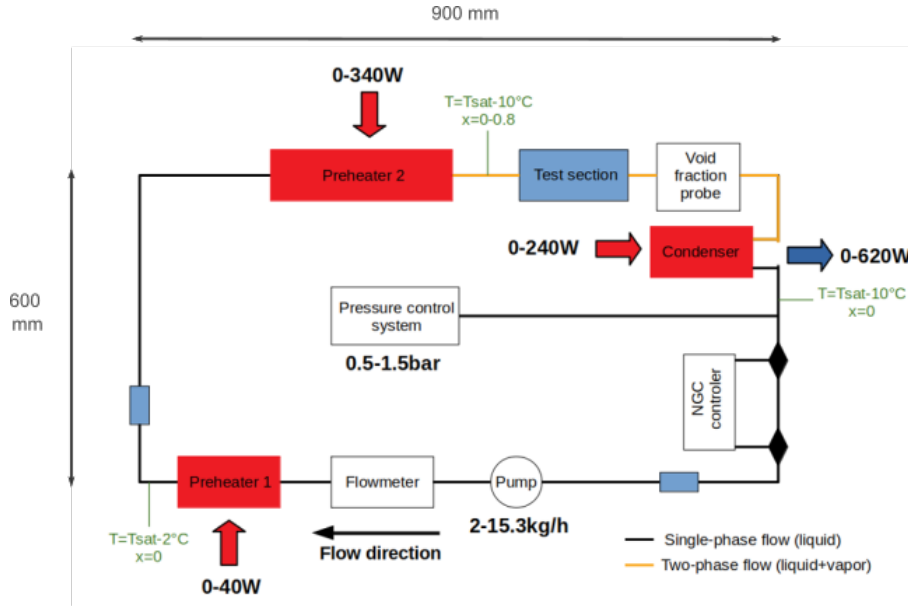 900 mm
0-340W
T=Tsat-10°C
x=0-0.8
Preheater 2
Test section
Void
fraction
probe
0-240W
Condenser
0-620W
600
mm
Pressure control
system
0.5-1.5bar
T=Tsat-10°C
x=0
NGC
controler
Preheater 1
Flowmeter
Pump
2-15.3kg/h
T=Tsat-2°C
x=0
Flow direction
0-40W
Single-phase flow (liquid)
Two-phase flow (liquid+vapor)